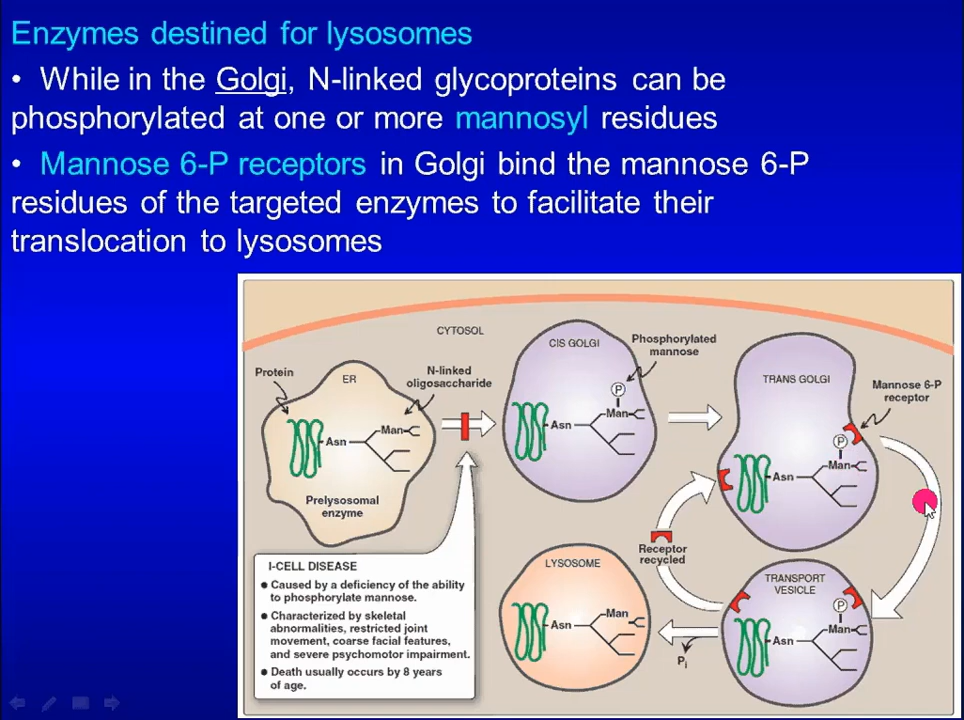 Enzymes destined for lysosomes
• While in the Golgi, N-linked glycoproteins can be
phosphorylated at one or more mannosyl residues
• Mannose 6-P receptors in Golgi bind the mannose 6-P
residues of the targeted enzymes to facilitate their
translocation to lysosomes
CYTOSOL
Protein
ER
N-linked
oligosaccharide
Asn
Man
Prelysosomal
enzyme
CIS GOLGI
Phosphorylated
mannose
P
Asn
Man
TRANS GOLGI
Mannose 6-P
receptor
P
Asn
Man
Receptor
recycled
TRANSPORT
VESICLE
P
Asn
Man
Pi
LYSOSOME
Asn
Man
I-CELL DISEASE
● Caused by a deficiency of the ability
to phosphorylate mannose.
● Characterized by skeletal
abnormalities, restricted joint
movement, coarse facial features,
and severe psychomotor impairment.
● Death usually occurs by 8 years
of age.